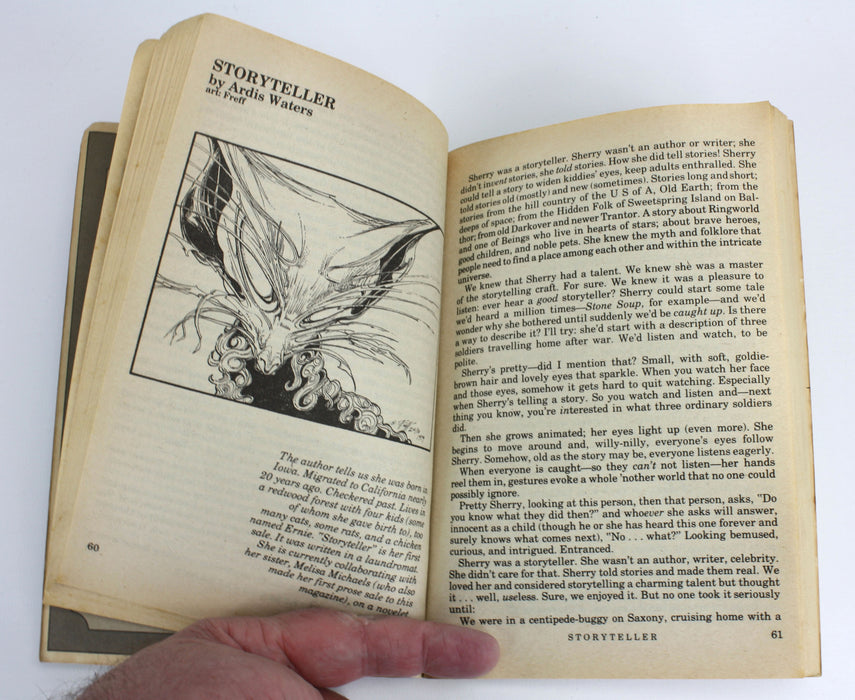 STORYTELLER
by Ardis Waters
art: Freff
The author tells us she was born in
Iowa. Migrated to California nearly
20 years ago. Checkered past. Lives in
a redwood forest with four kids (some
of whom she gave birth to), too
many cats, some rats, and a chicken
named Ernie. "Storyteller" is her first
sale. It was written in a laundromat.
She is currently collaborating with
her sister, Melisa Michaels (who also
made her first prose sale to this
magazine), on a novelet.
60
Sherry was a storyteller. Sherry wasn't an author or writer; she
didn't invent stories, she told stories. How she did tell stories! Sherry
could tell a story to widen kiddies' eyes, keep adults enthralled. She
told stories old (mostly) and new (sometimes). Stories long and short;
stories from the hill country of the U S of A, Old Earth; from the
deeps of space; from the Hidden Folk of Sweetspring Island on Bal-
thor; from old Darkover and newer Trantor. A story about Ringworld
and one of Beings who live in hearts of stars; about brave heroes,
good children, and noble pets. She knew the myth and folklore that
people need to find a place among each other and within the intricate
universe.
We knew that Sherry had a talent. We knew she was a master
of the storytelling craft. For sure. We knew it was a pleasure to
listen: ever hear a good storyteller? Sherry could start some tale
we'd heard a million times—Stone Soup, for example—and we'd
wonder why she bothered until suddenly we'd be caught up. Is there
a way to describe it? I'll try: she'd start with a description of three
soldiers travelling home after war. We'd listen and watch, to be
polite.
Sherry's pretty—did I mention that? Small, with soft, goldie-
brown hair and lovely eyes that sparkle. When you watch her face
and those eyes, somehow it gets hard to quit watching. Especially
when Sherry's telling a story. So you watch and listen and—next
thing you know, you're interested in what three ordinary soldiers
did.
Then she grows animated; her eyes light up (even more). She
begins to move around and, willy-nilly, everyone's eyes follow
Sherry. Somehow, old as the story may be, everyone listens eagerly.
When everyone is caught—so they can't not listen—her hands
reel them in, gestures evoke a whole 'nother world that no one could
possibly ignore.
Pretty Sherry, looking at this person, then that person, asks, "Do
you know what they did then?" and whoever she asks will answer,
innocent as a child (though he or she has heard this one forever and
surely knows what comes next), "No . . . what?" Looking bemused,
curious, and intrigued. Entranced.
Sherry was a storyteller. She wasn't an author, writer, celebrity.
She didn't care for that. Sherry told stories and made them real. We
loved her and considered storytelling a charming talent but thought
it . . . well, useless. Sure, we enjoyed it. But no one took it seriously
until:
We were in a centipede-buggy on Saxony, cruising home with a
STORYTELLER
61